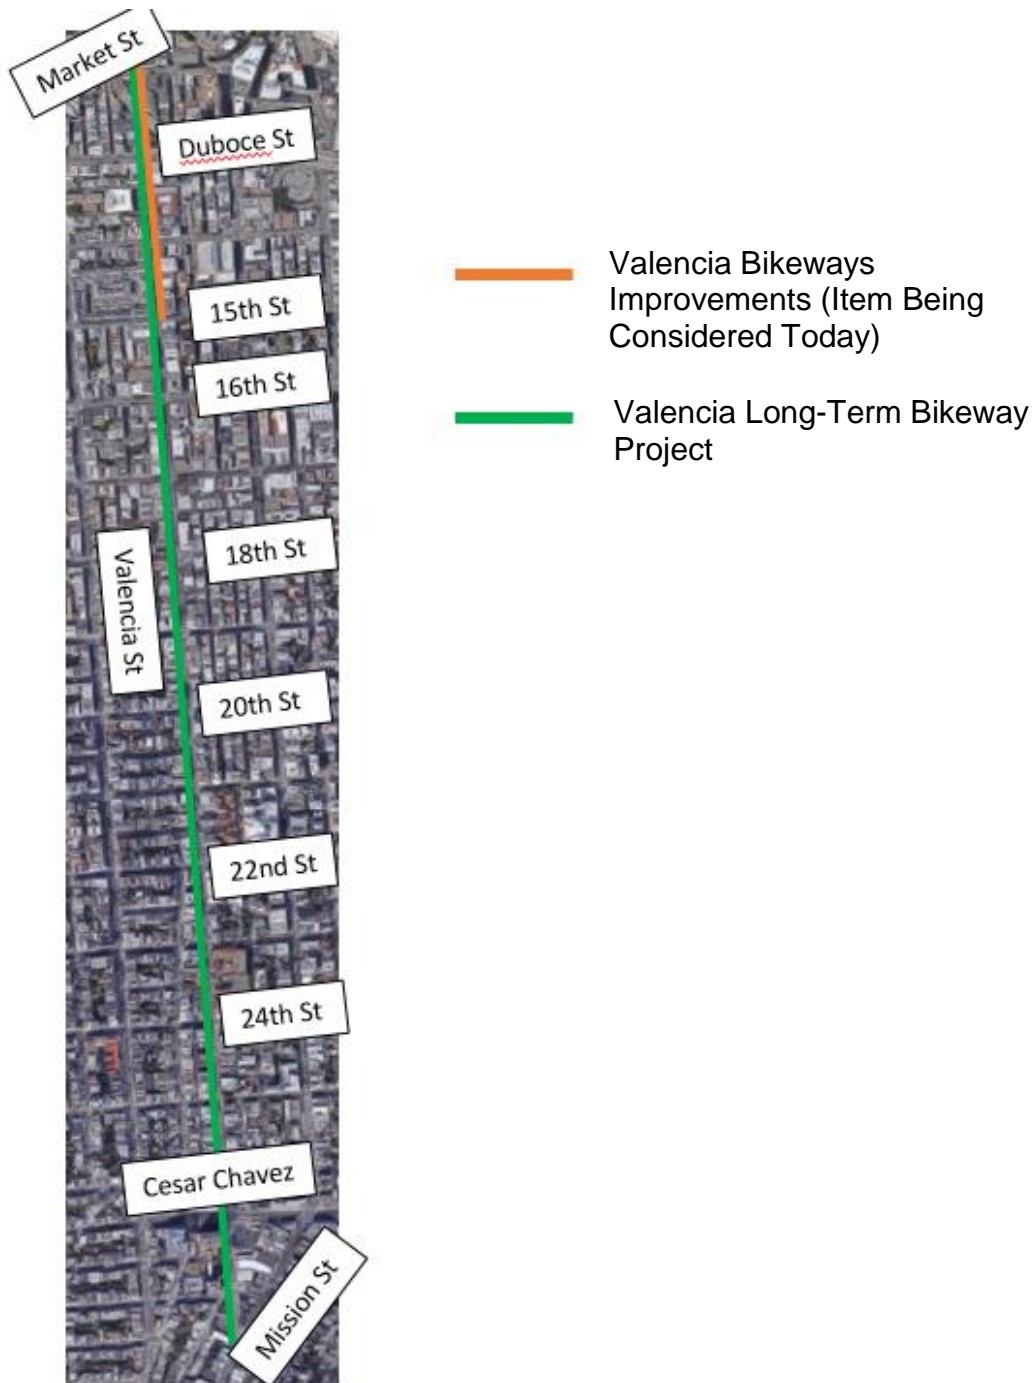 Market St
Duboce St
15th St
16th St
18th St
Valencia St
20th St
22nd St
24th St
Cesar Chavez
Mission St
Valencia Bikeways
Improvements (Item Being
Considered Today)
Valencia Long-Term Bikeway
Project